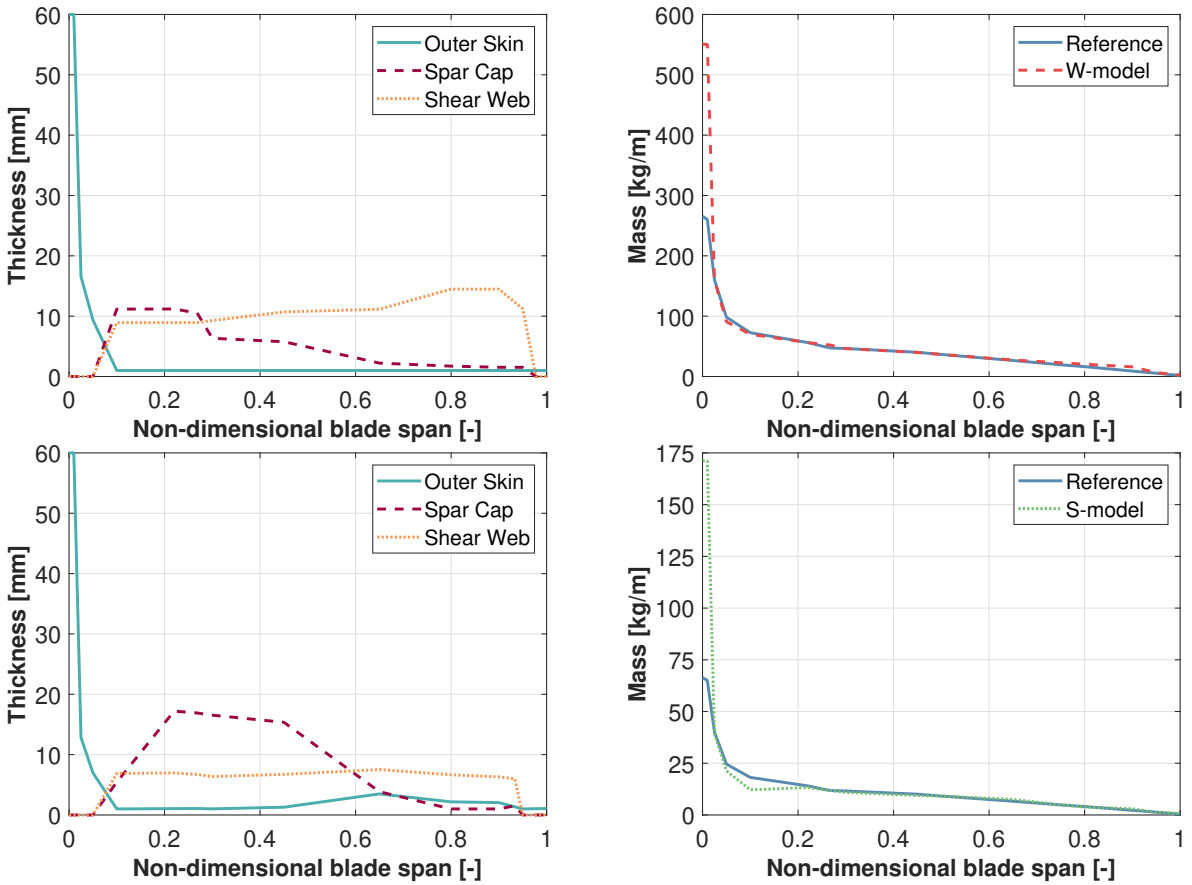 Thickness [mm]
60
50
40
30
20
10
0
0 0.2 0.4 0.6 0.8 1
Non-dimensional blade span [-]
Outer Skin
Spar Cap
Shear Web
Mass [kg/m]
600
500
400
300
200
100
0
0 0.2 0.4 0.6 0.8 1
Non-dimensional blade span [-]
Reference
W-model
Thickness [mm]
60
50
40
30
20
10
0
0 0.2 0.4 0.6 0.8 1
Non-dimensional blade span [-]
Outer Skin
Spar Cap
Shear Web
Mass [kg/m]
175
150
125
100
75
50
25
0
0 0.2 0.4 0.6 0.8 1
Non-dimensional blade span [-]
Reference
S-model